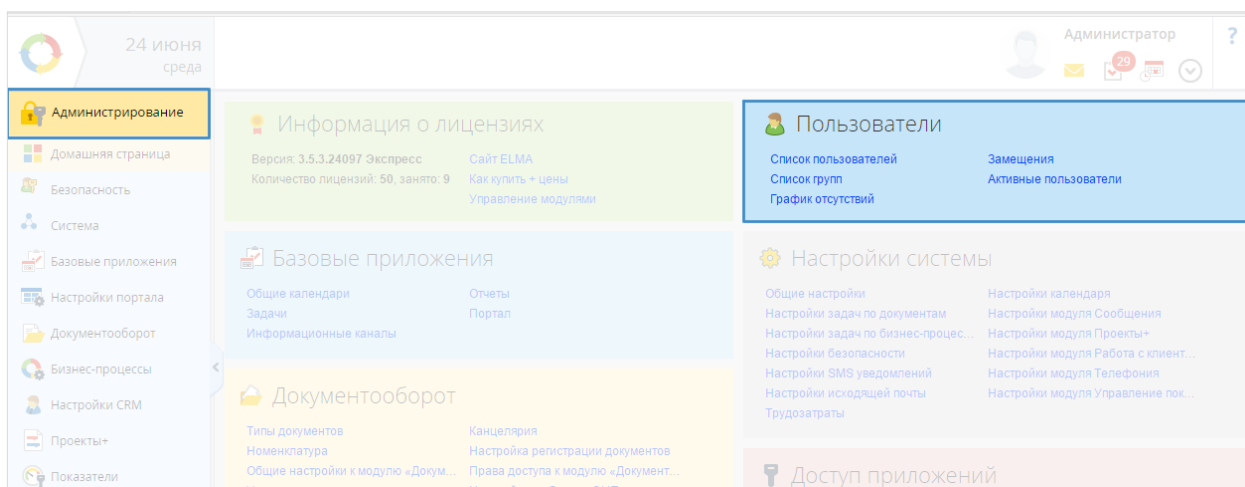 24 июня
среда
Администратор
?
29
Администрирование
Домашняя страница
Безопасность
Система
Базовые приложения
Настройки портала
Документооборот
Бизнес-процессы
Настройки CRM
Проекты+
Показатели
Информация о лицензиях
Версия: 3.5.3.24097 Экспресс
Количество лицензий: 50, занято: 9
Сайт ELMA
Как купить + цены
Управление модулями
Пользователи
Список пользователей
Список групп
График отсутствий
Замещения
Активные пользователи
Базовые приложения
Общие календари
Задачи
Информационные каналы
Отчеты
Портал
Настройки системы
Общие настройки
Настройки задач по документам
Настройки задач по бизнес-процес...
Настройки безопасности
Настройки SMS уведомлений
Настройки исходящей почты
Трудозатраты
Настройки календаря
Настройки модуля Сообщения
Настройки модуля Проекты+
Настройки модуля Работа с клиент...
Настройки модуля Телефония
Настройки модуля Управление пок...
Документооборот
Типы документов
Номенклатура
Общие настройки к модулю «Докум...
Канцелярия
Настройка регистрации документов
Права доступа к модулю «Документ...
Доступ приложений